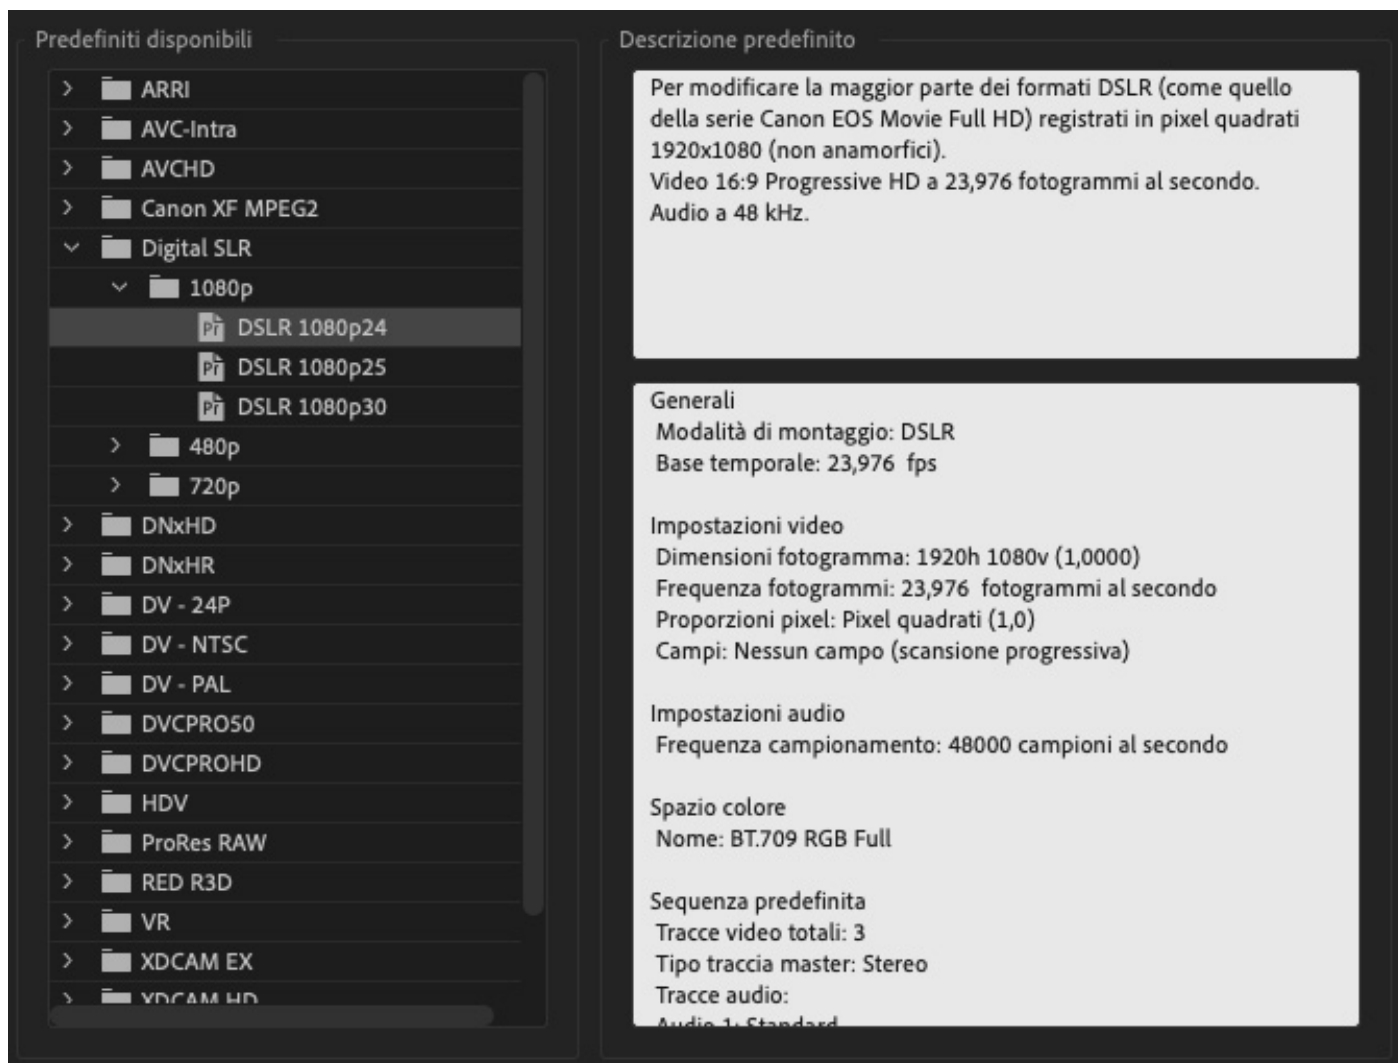 Predefiniti disponibili
ARRI
AVC-Intra
AVCHD
Canon XF MPEG2
Digital SLR
1080p
DSLR 1080p24
DSLR 1080p25
DSLR 1080p30
480p
720p
DNxHD
DNxHR
DV - 24P
DV - NTSC
DV - PAL
DVCPRO50
DVCPROHD
HDV
ProRes RAW
RED R3D
VR
XDCAM EX
XDCAM HD
Descrizione predefinito
Per modificare la maggior parte dei formati DSLR (come quello
della serie Canon EOS Movie Full HD) registrati in pixel quadrati
1920x1080 (non anamorfici).
Video 16:9 Progressive HD a 23,976 fotogrammi al secondo.
Audio a 48 kHz.
Generali
Modalità di montaggio: DSLR
Base temporale: 23,976 fps
Impostazioni video
Dimensioni fotogramma: 1920h 1080v (1,0000)
Frequenza fotogrammi: 23,976 fotogrammi al secondo
Proporzioni pixel: Pixel quadrati (1,0)
Campi: Nessun campo (scansione progressiva)
Impostazioni audio
Frequenza campionamento: 48000 campioni al secondo
Spazio colore
Nome: BT.709 RGB Full
Sequenza predefinita
Tracce video totali: 3
Tipo traccia master: Stereo
Tracce audio:
Audio 1: Standard